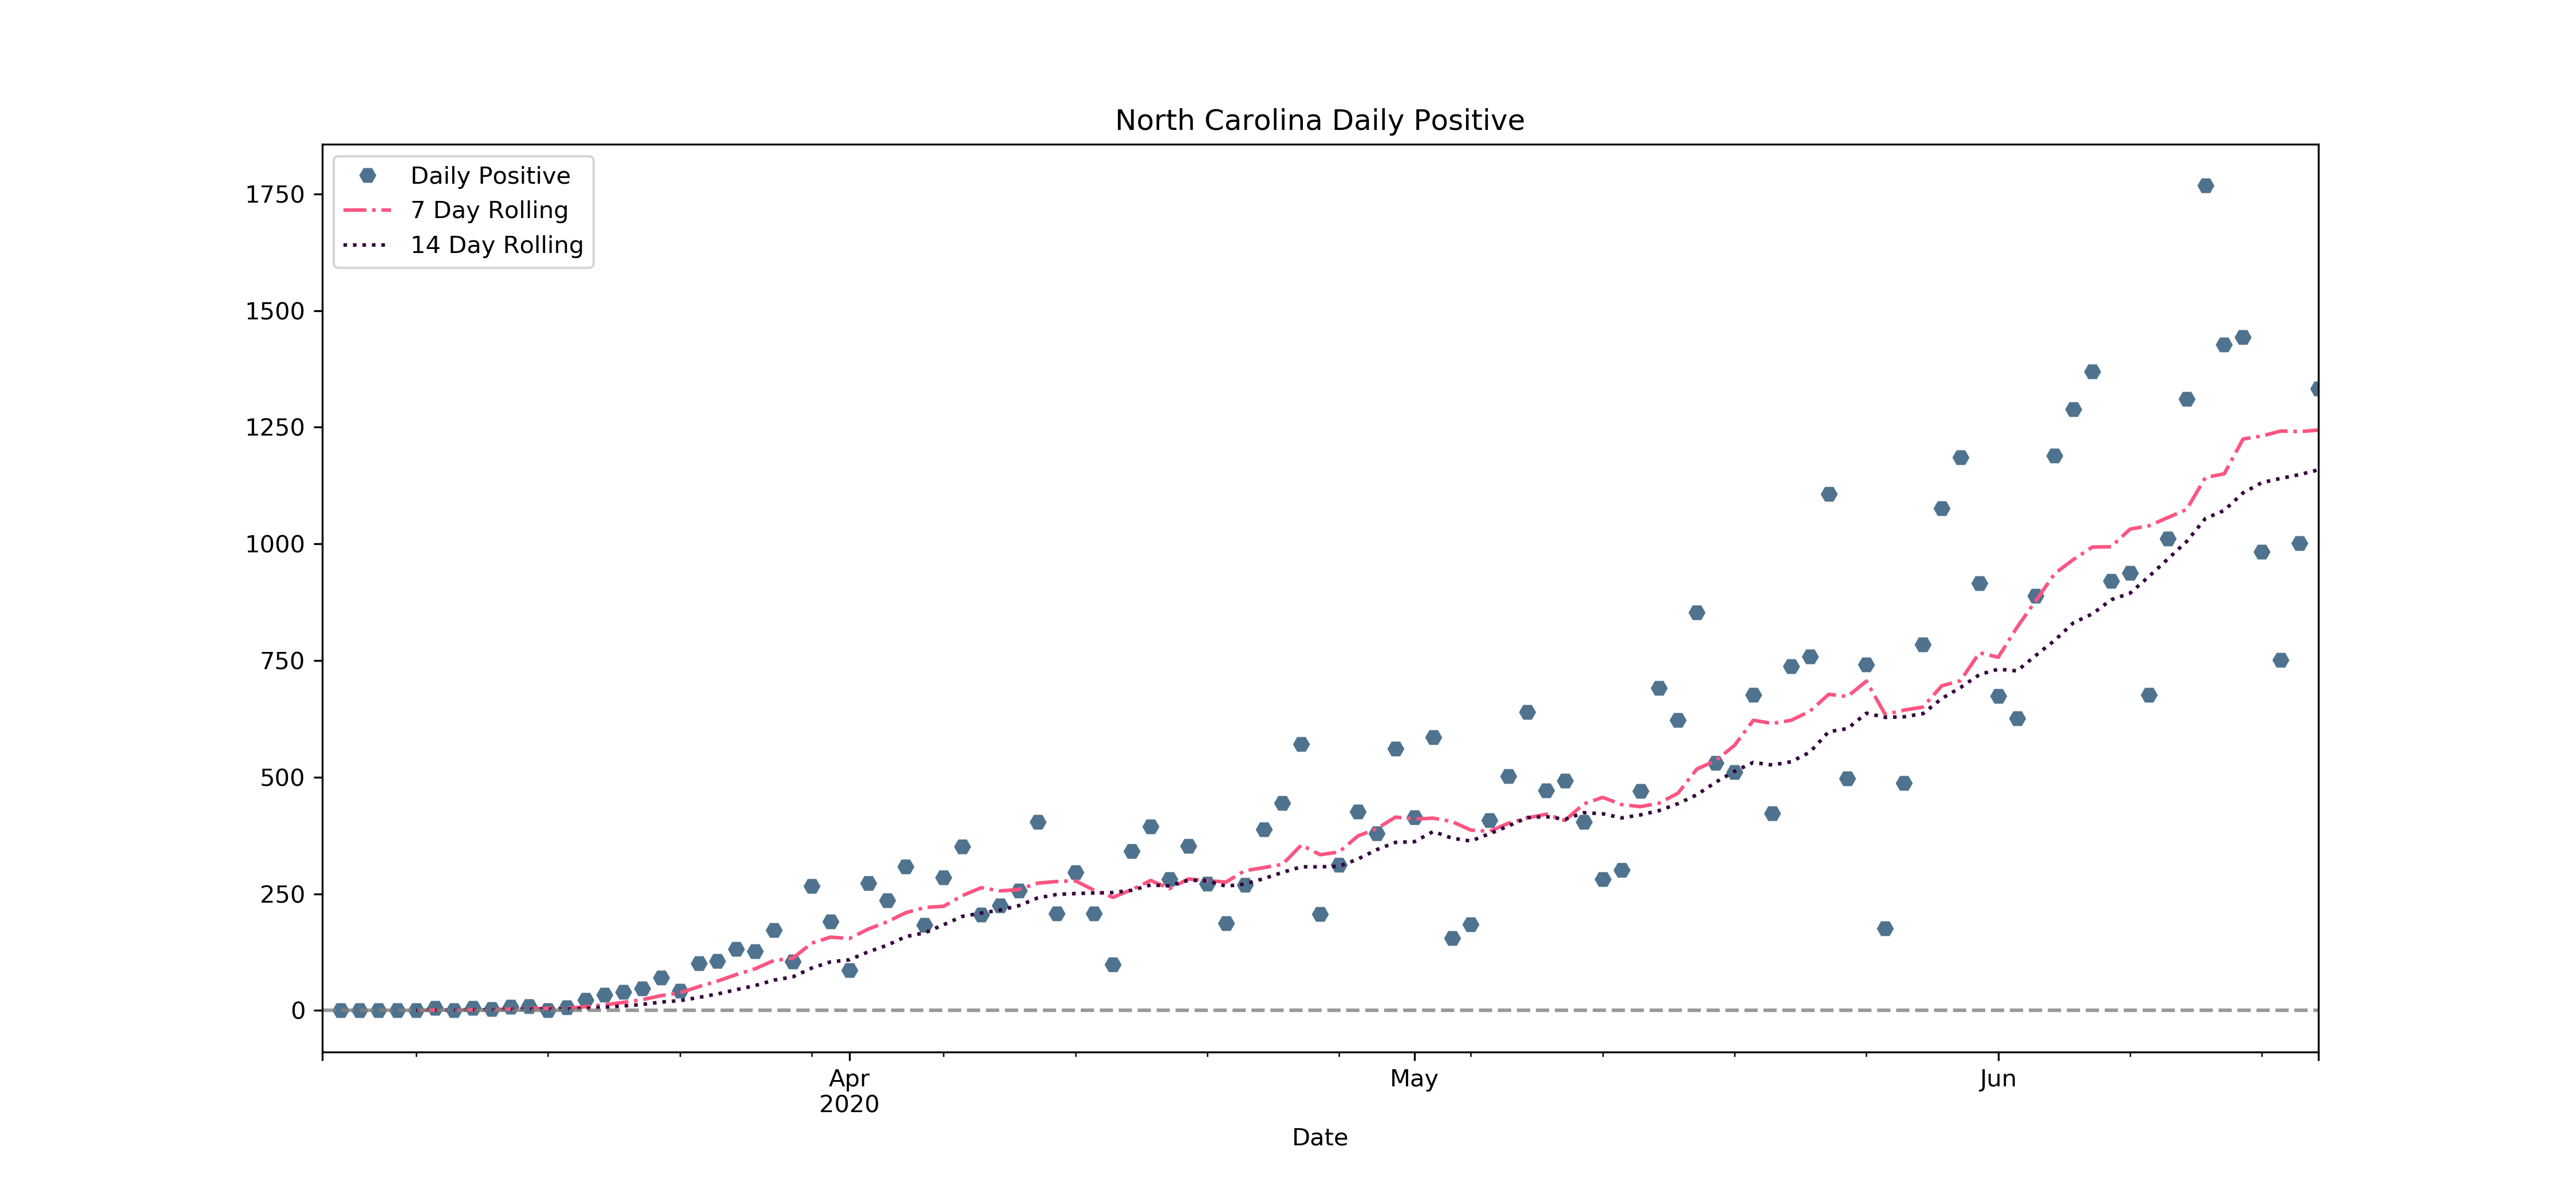 North Carolina Daily Positive
Daily Positive
7 Day Rolling
14 Day Rolling
1750
1500
1250
1000
750
500
250
0
Apr
2020
May
Jun
Date